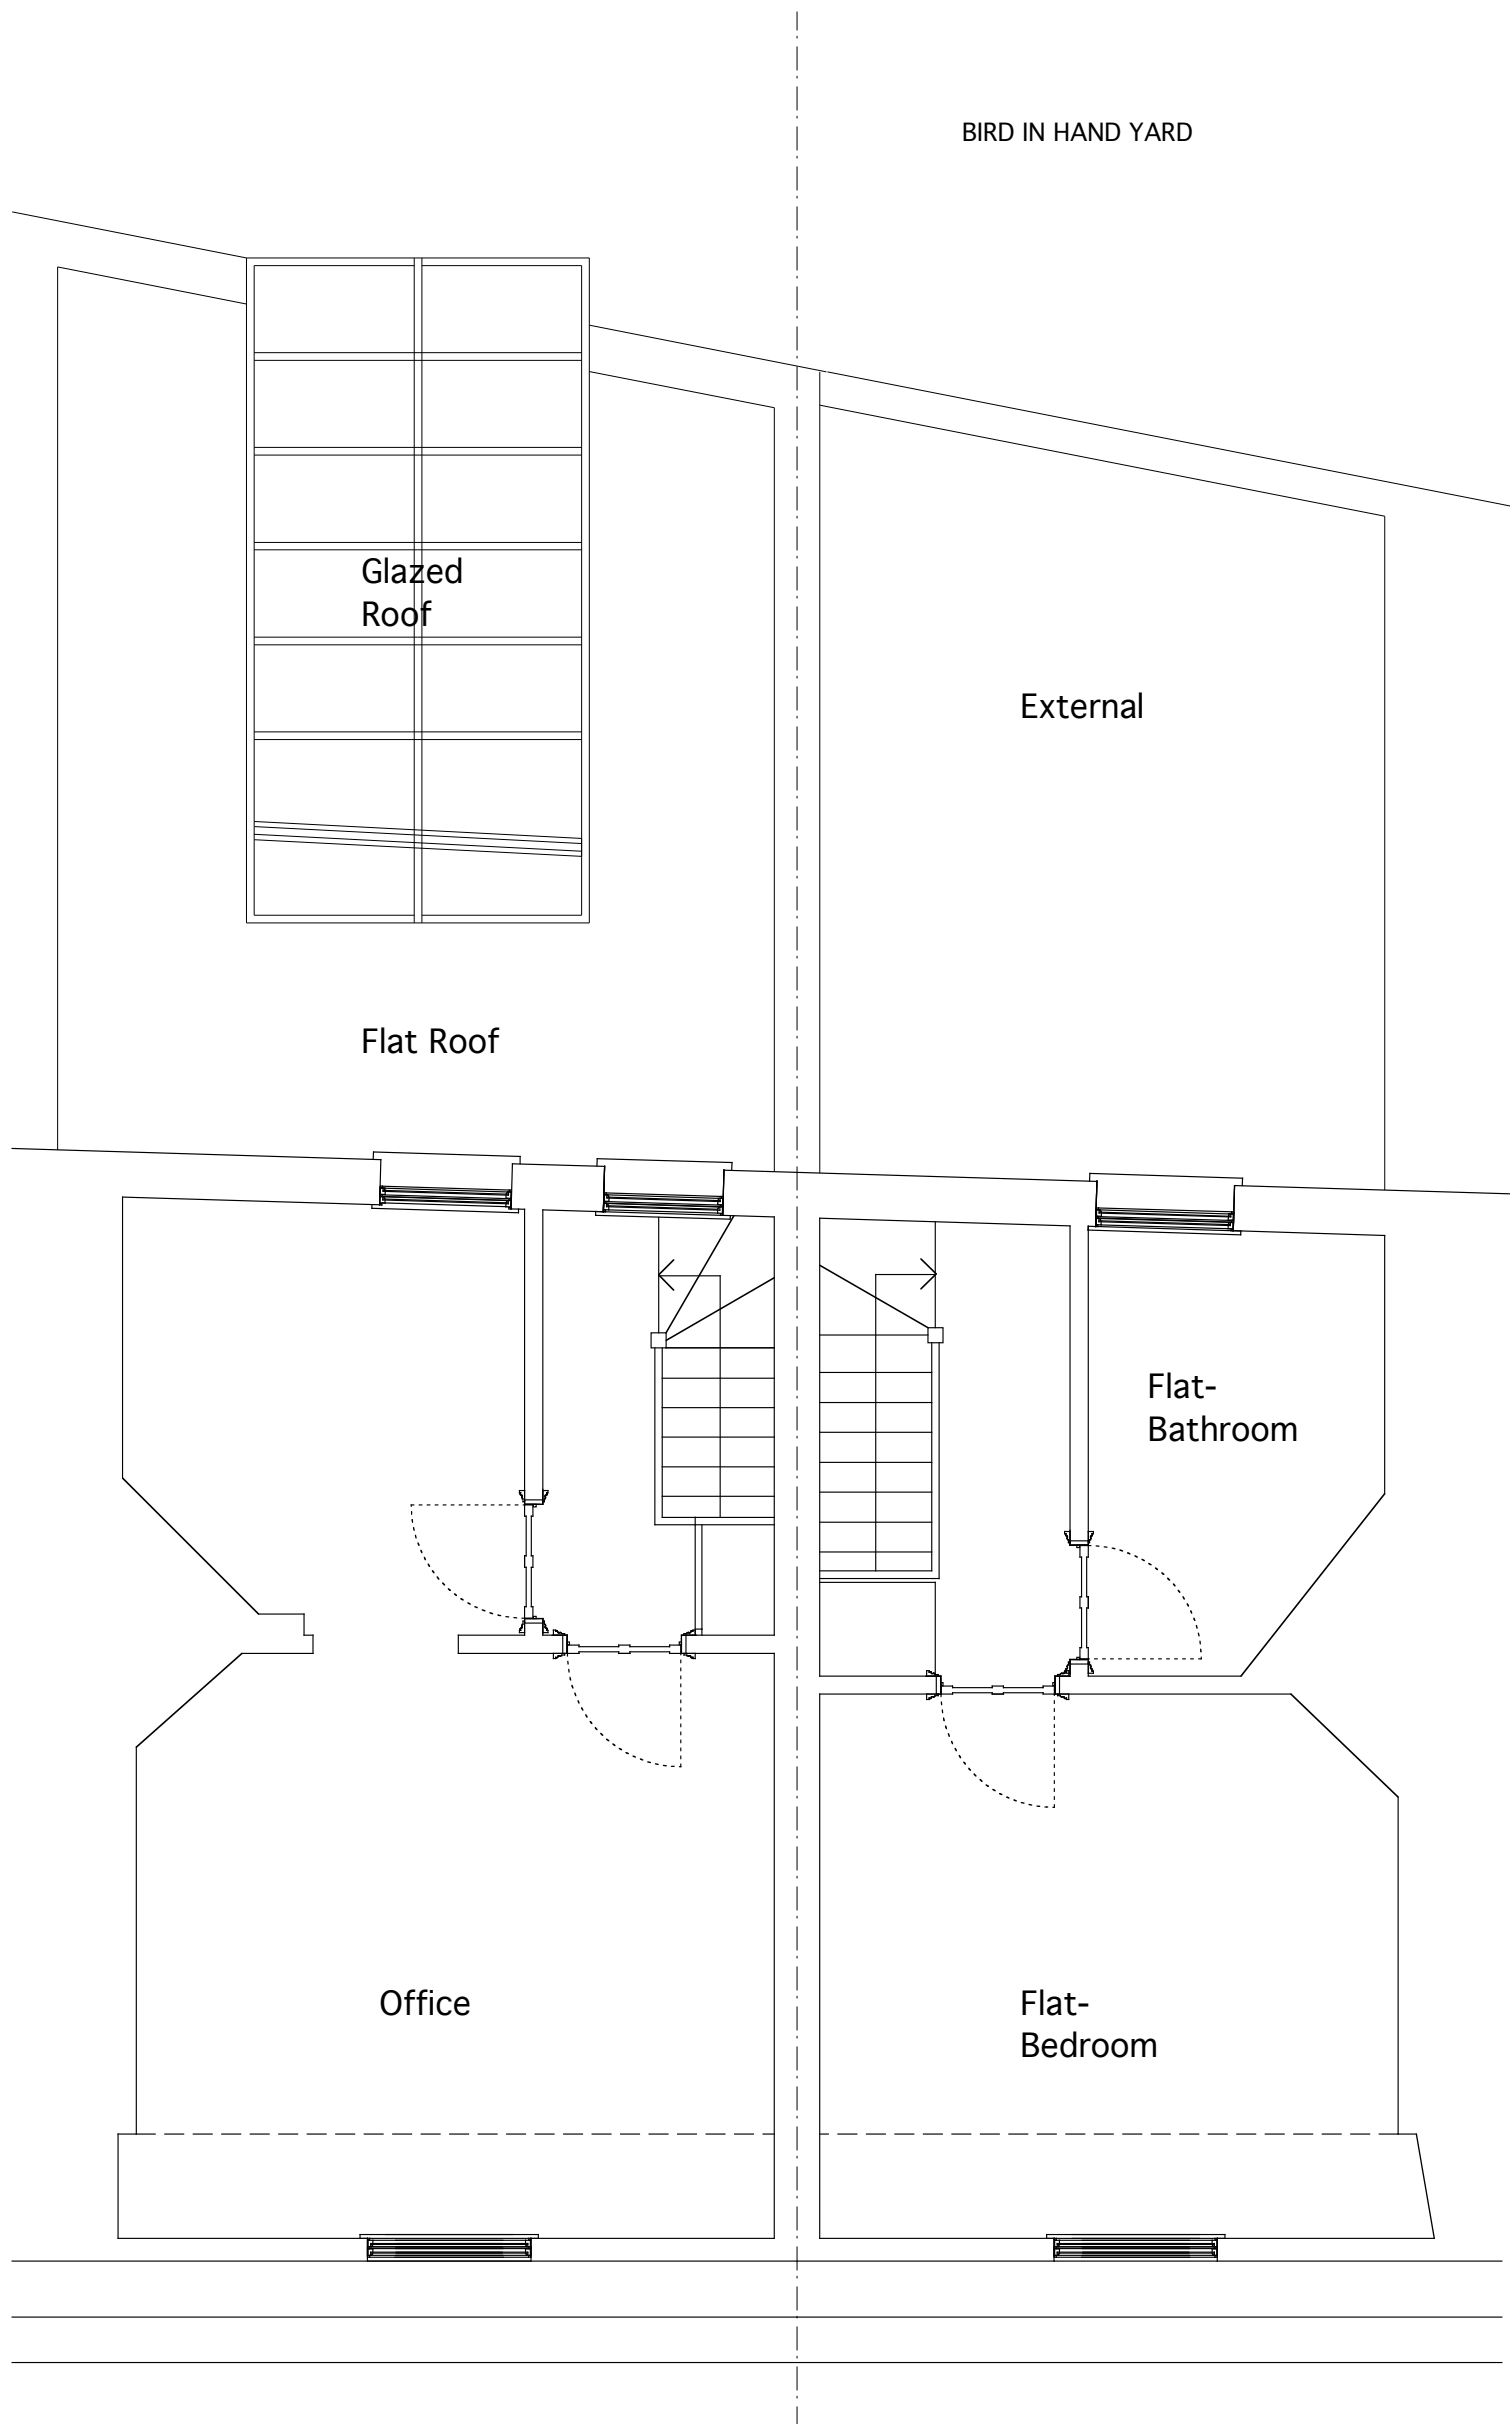 BIRD IN HAND YARD
Glazed
Roof
External
Flat Roof
Flat-
Bathroom
Office
Flat-
Bedroom